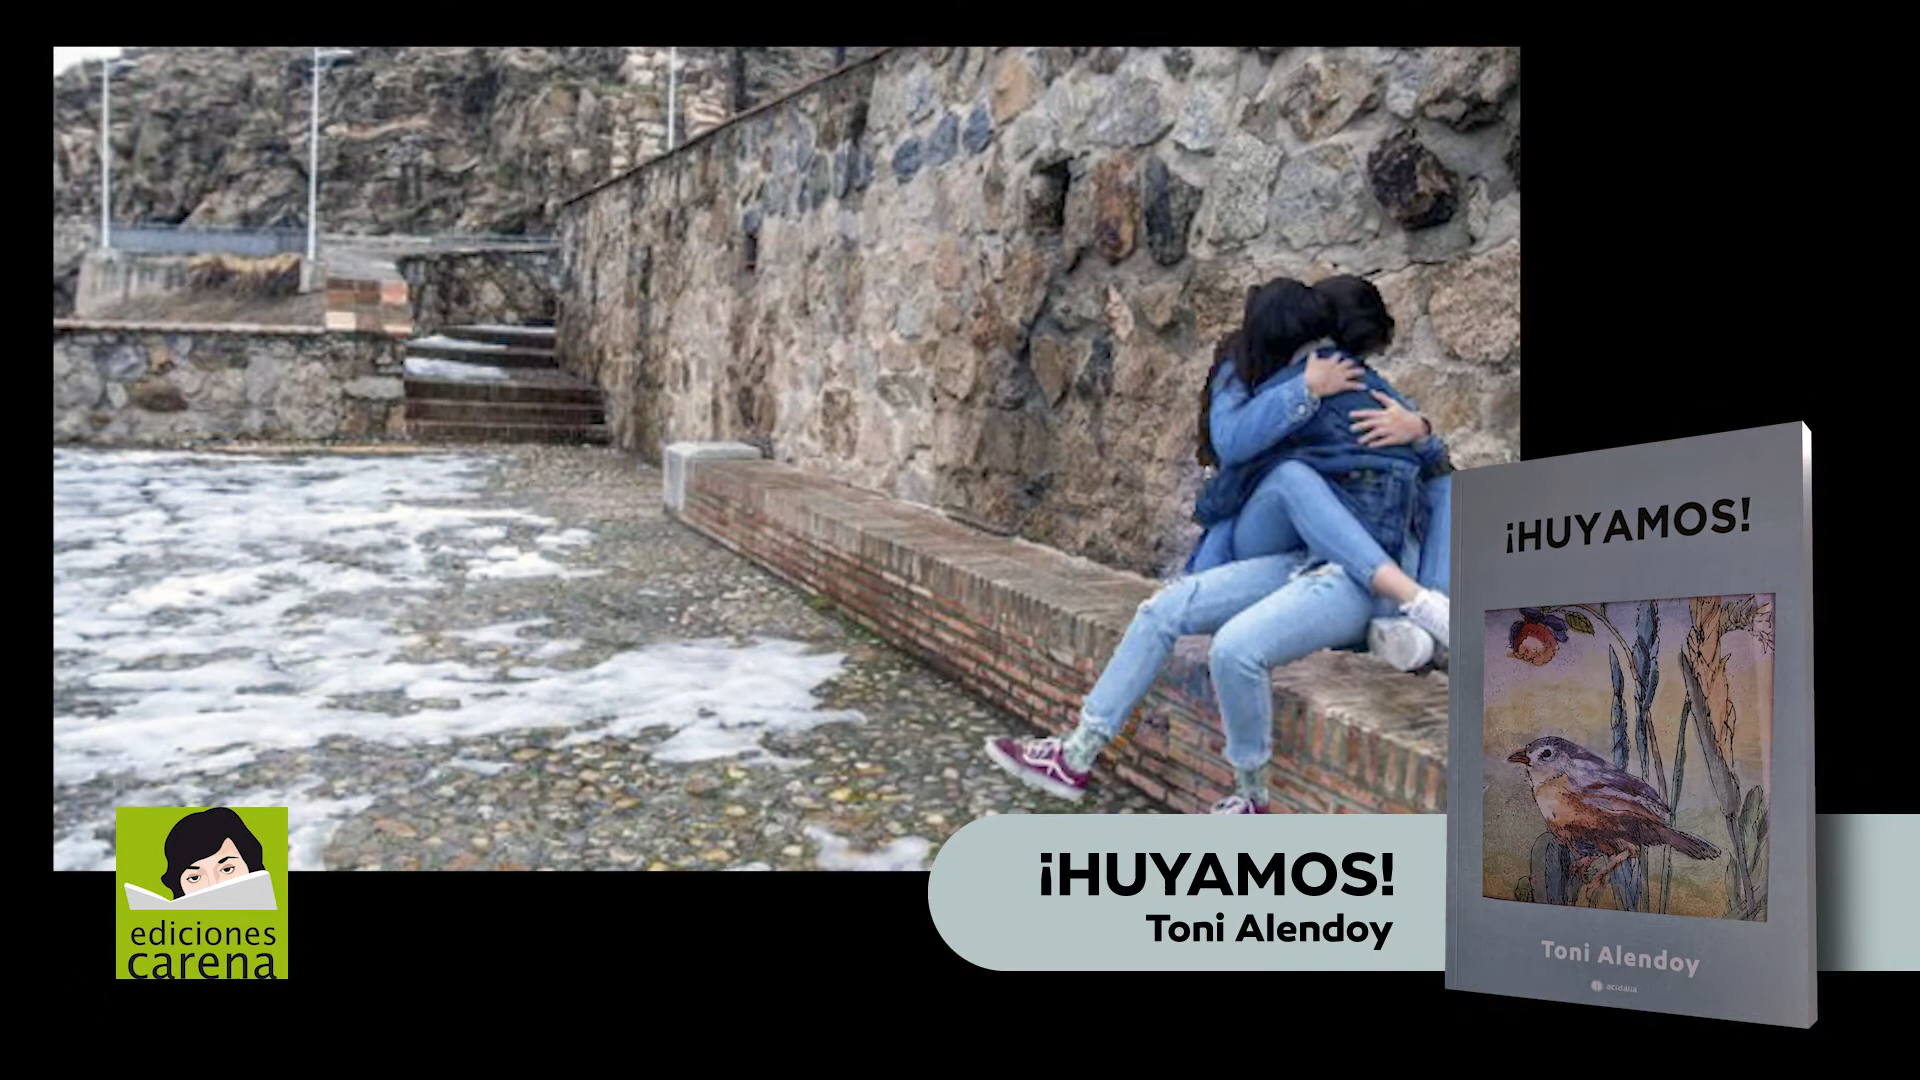 ¡HUYAMOS!
Toni Alendoy
acidalia
¡HUYAMOS!
Toni Alendoy
ediciones
carena